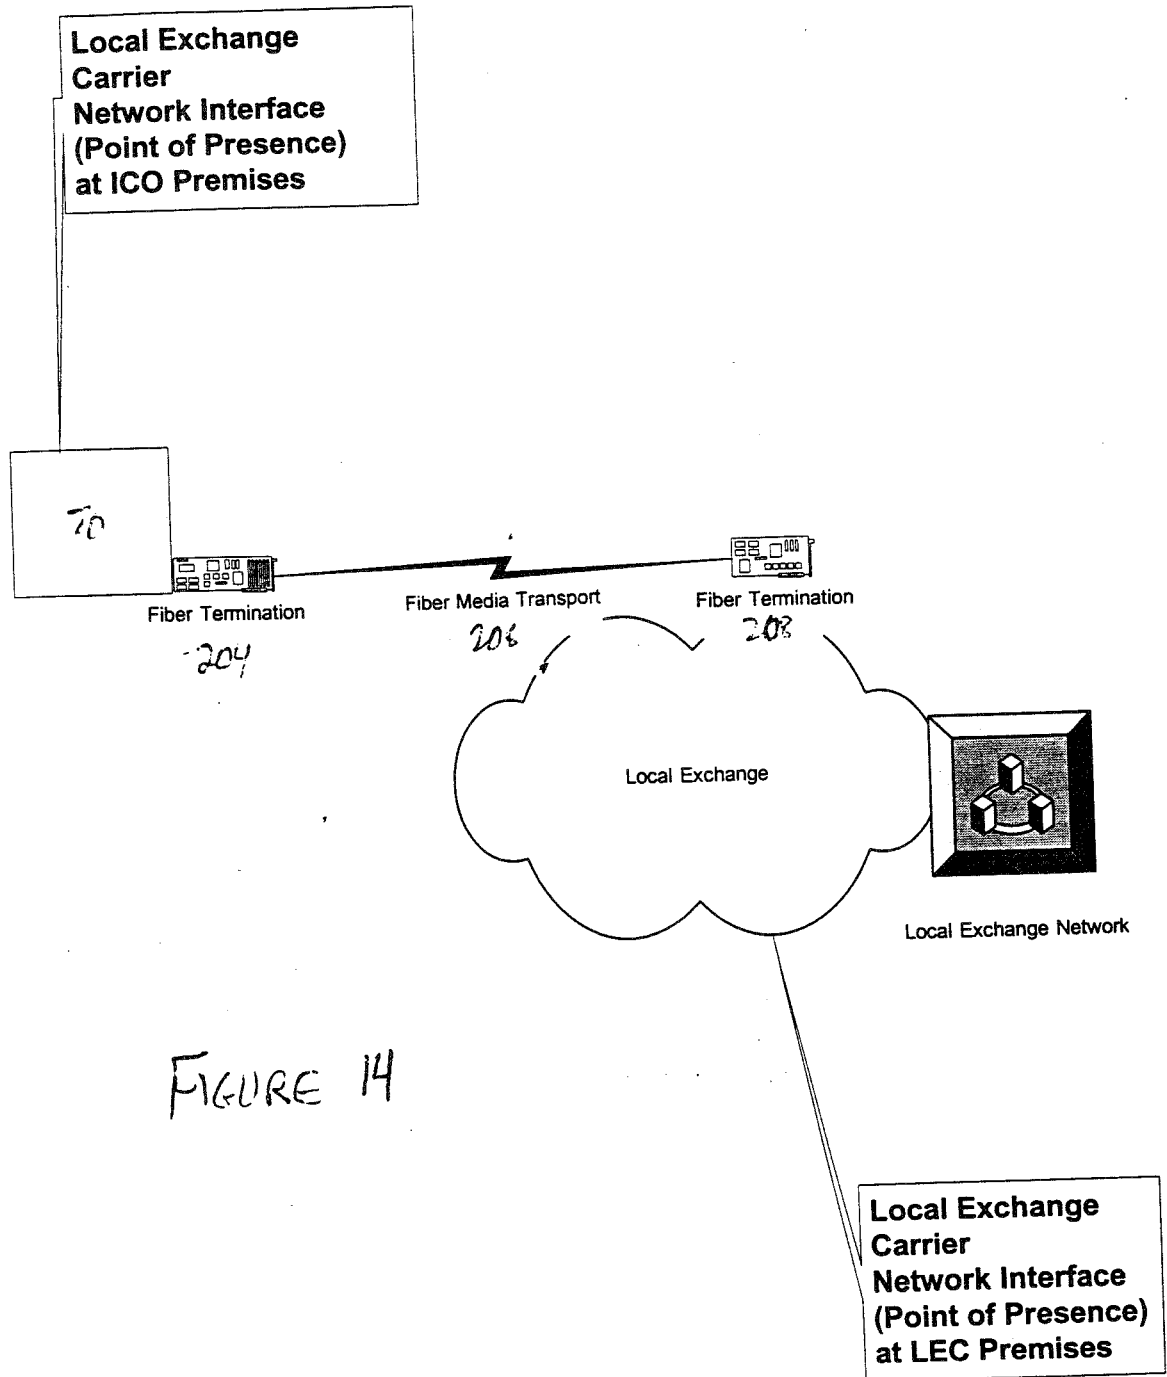 Local Exchange
Carrier
Network Interface
(Point of Presence)
at ICO Premises
Fiber Termination
Fiber Media Transport
Fiber Termination
204
206
208
Local Exchange
Local Exchange Network
FIGURE 14
Local Exchange
Carrier
Network Interface
(Point of Presence)
at LEC Premises